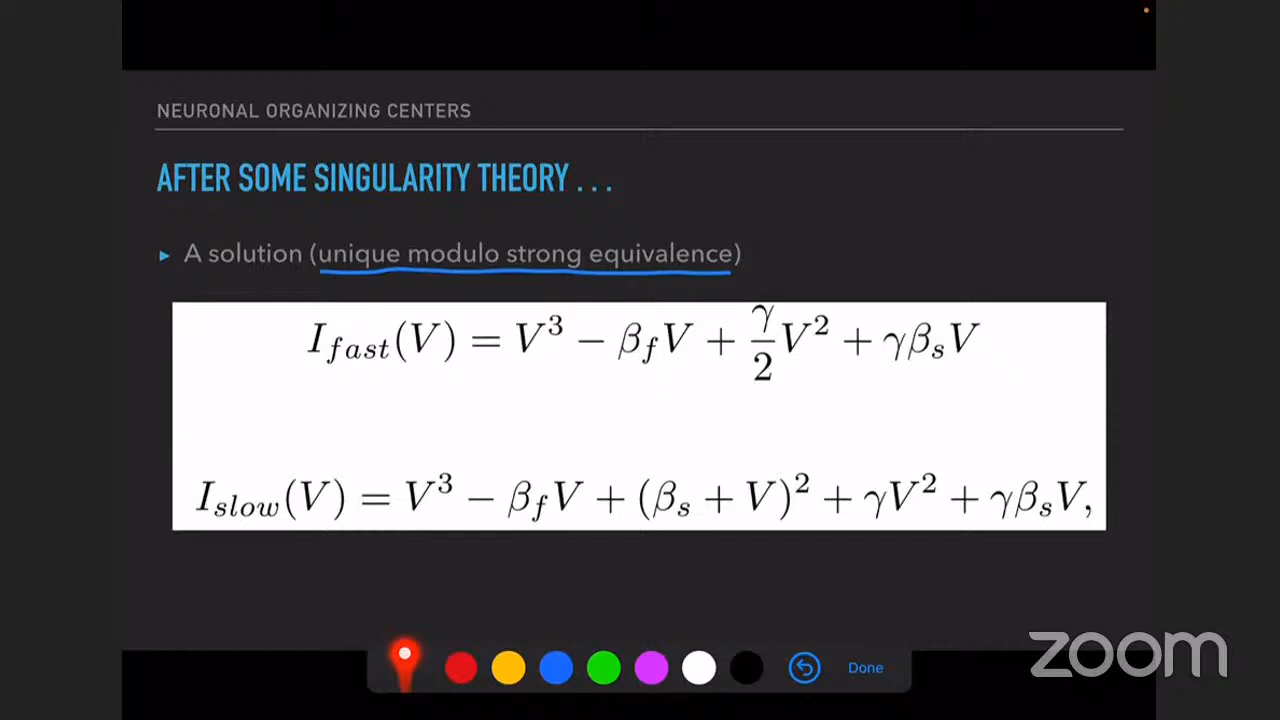 NEURONAL ORGANIZING CENTERS
AFTER SOME SINGULARITY THEORY . . .
▸ A solution (unique modulo strong equivalence)
I_{fast}(V) = V^3 − β_f V + \frac{γ}{2} V^2 + γβ_s V
I_{slow}(V) = V^3 − β_f V + (β_s + V)^2 + γV^2 + γβ_s V,
Done
zoom